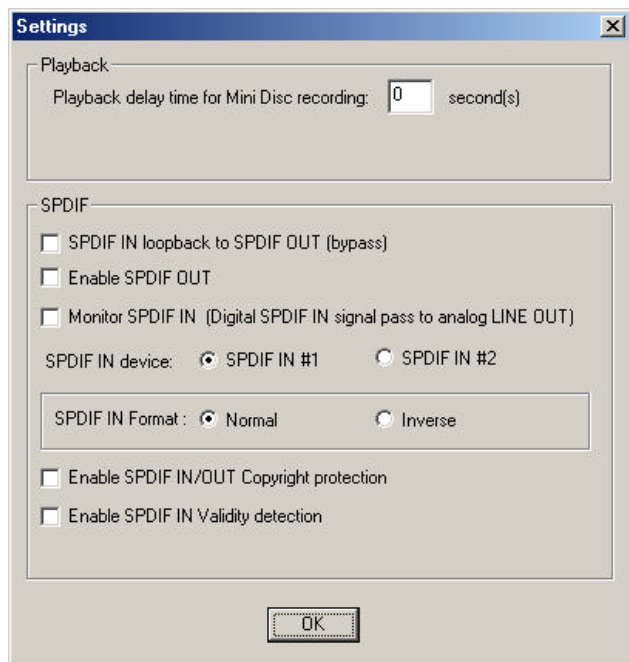 Settings
Playback
Playback delay time for Mini Disc recording: 0 second(s)
SPDIF
SPDIF IN loopback to SPDIF OUT (bypass)
Enable SPDIF OUT
Monitor SPDIF IN (Digital SPDIF IN signal pass to analog LINE OUT)
SPDIF IN device: SPDIF IN #1 SPDIF IN #2
SPDIF IN Format : Normal Inverse
Enable SPDIF IN/OUT Copyright protection
Enable SPDIF IN Validity detection
OK